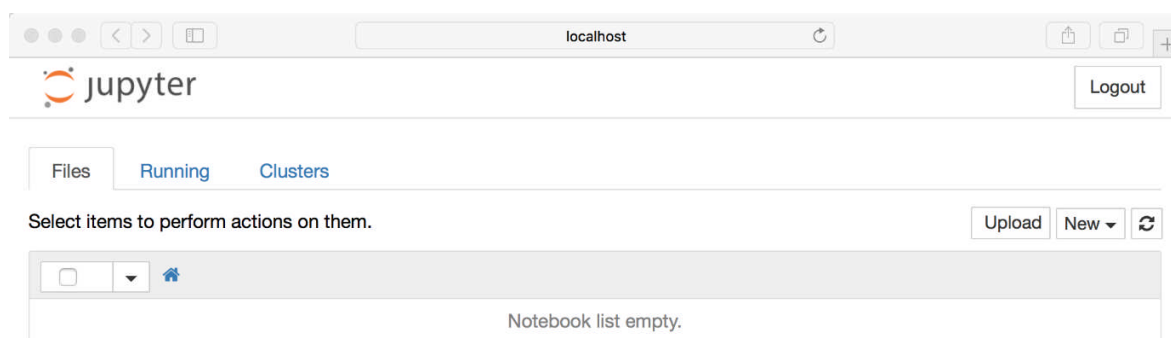 localhost
jupyter
Logout
Files Running Clusters
Select items to perform actions on them.
Upload New
Notebook list empty.